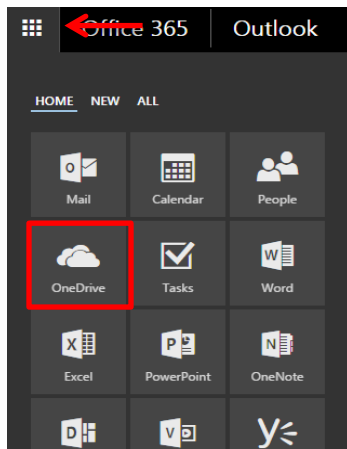 Office 365 Outlook
HOME NEW ALL
Mail Calendar People
OneDrive Tasks Word
Excel PowerPoint OneNote